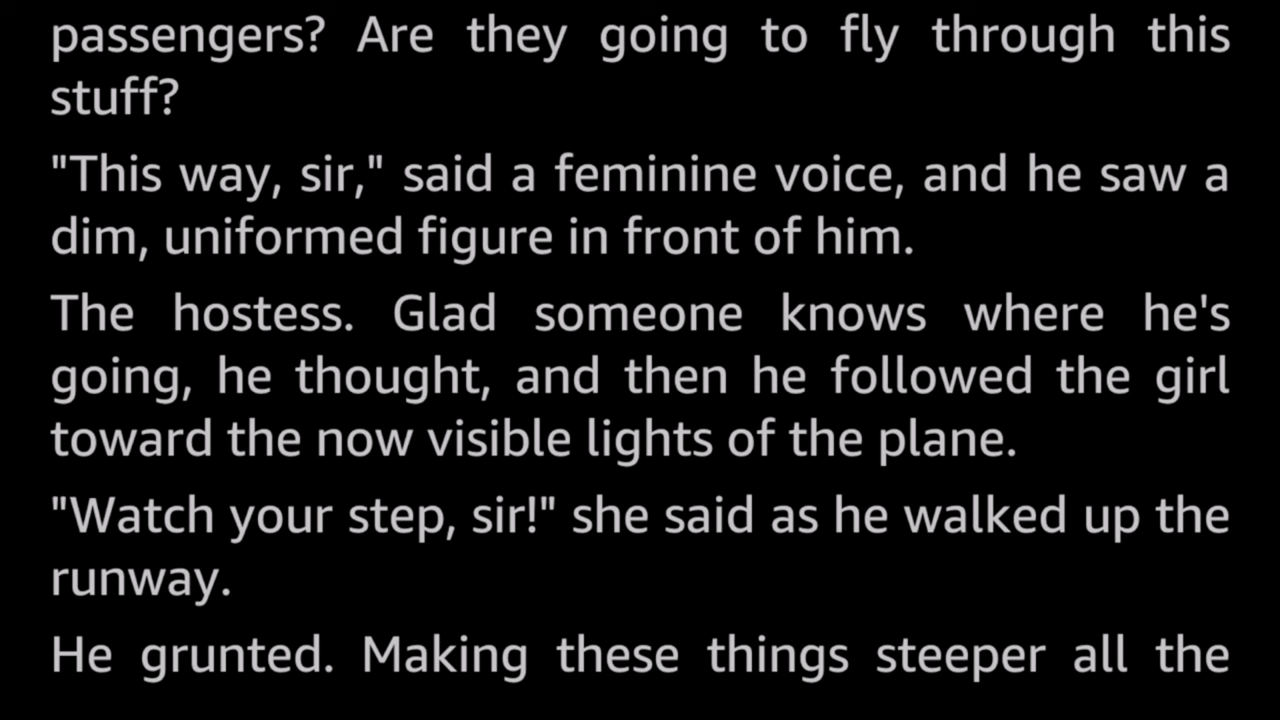 passengers? Are they going to fly through this
stuff?
"This way, sir," said a feminine voice, and he saw a
dim, uniformed figure in front of him.
The hostess. Glad someone knows where he's
going, he thought, and then he followed the girl
toward the now visible lights of the plane.
"Watch your step, sir!" she said as he walked up the
runway.
He grunted. Making these things steeper all the